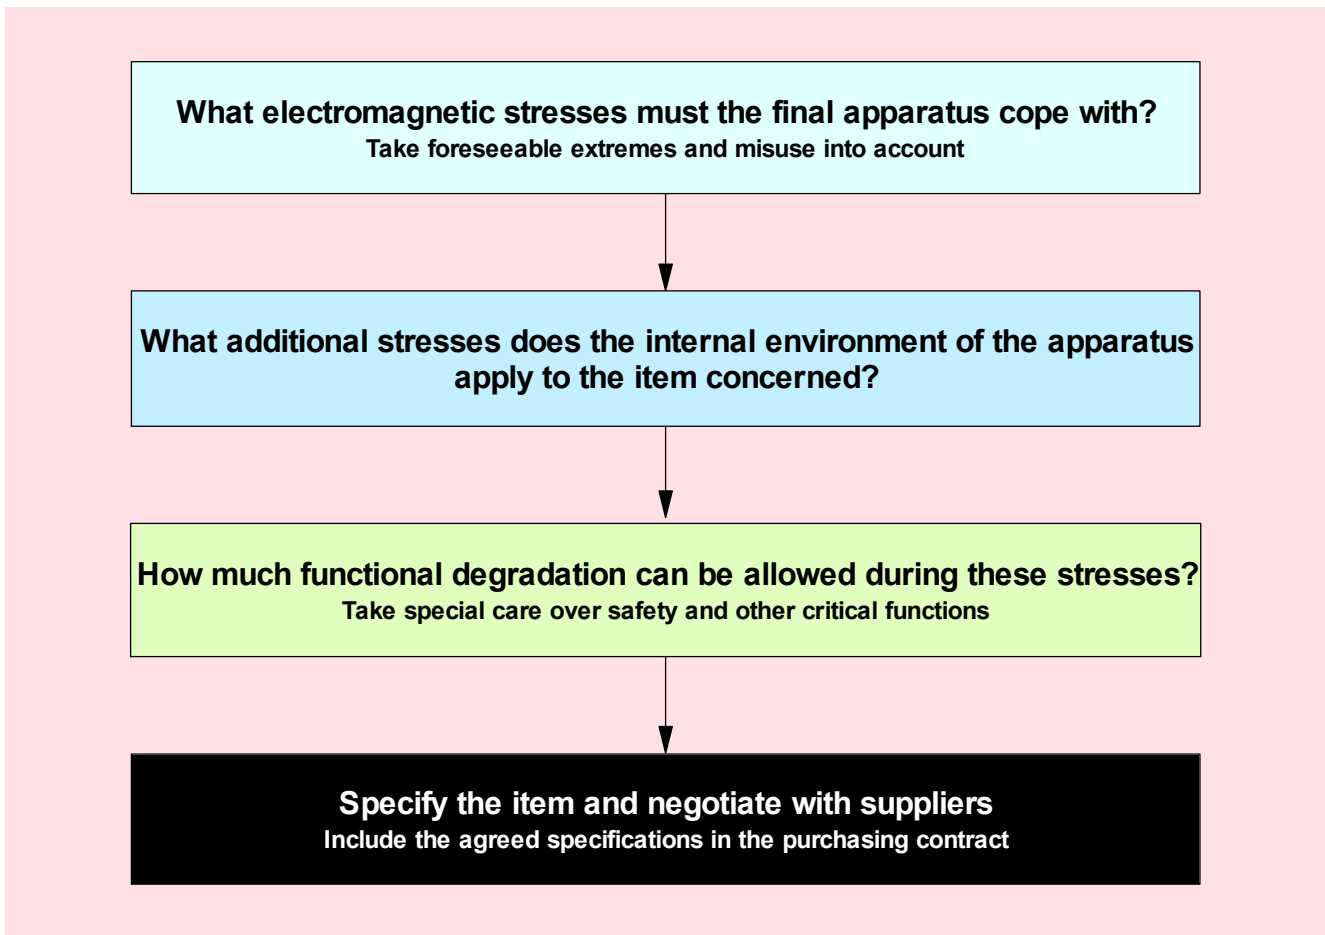 What electromagnetic stresses must the final apparatus cope with?
Take foreseeable extremes and misuse into account
What additional stresses does the internal environment of the apparatus
apply to the item concerned?
How much functional degradation can be allowed during these stresses?
Take special care over safety and other critical functions
Specify the item and negotiate with suppliers
Include the agreed specifications in the purchasing contract